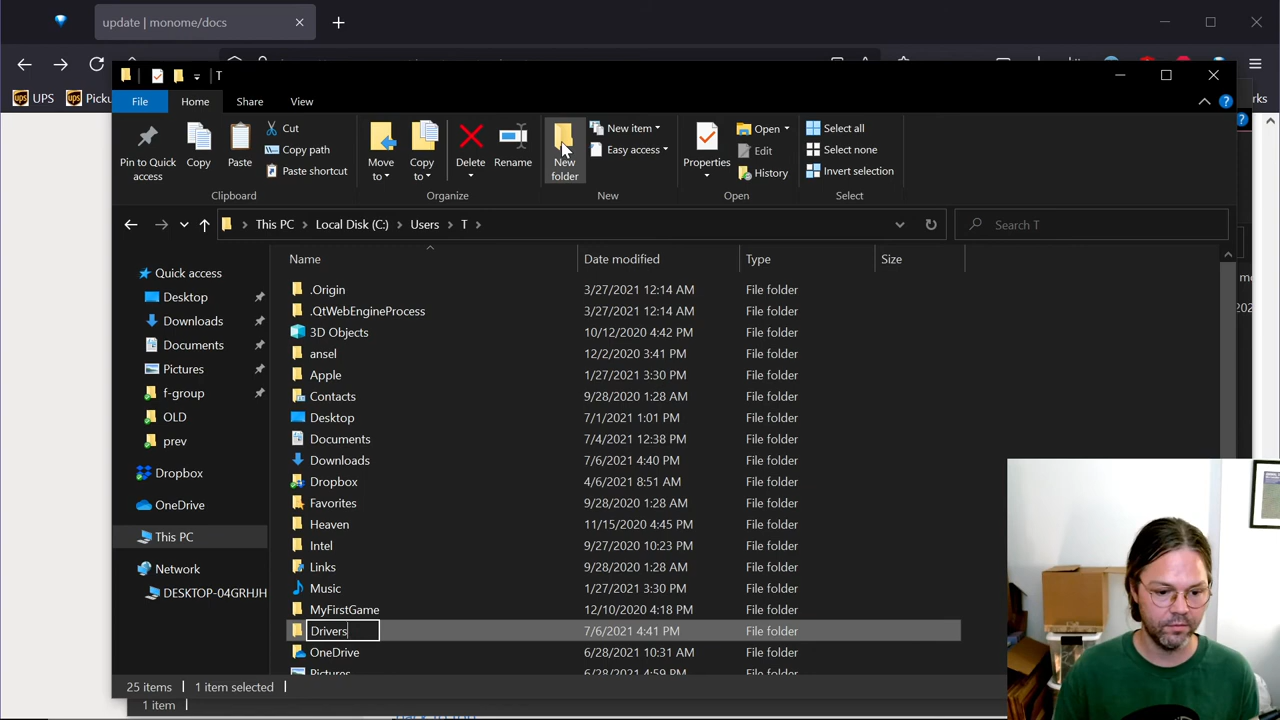 update | monome/docs
UPS
Pickup
orks
T
File
Home
Share
View
Pin to Quick access
Copy
Paste
Cut
Copy path
Paste shortcut
Move to
Copy to
Delete
Rename
New folder
New item
Easy access
Properties
Open
Edit
History
Select all
Select none
Invert selection
Clipboard
Organize
New
Open
Select
This PC
Local Disk (C:)
Users
T
Search T
Name
Date modified
Type
Size
Quick access
Desktop
Downloads
Documents
Pictures
f-group
OLD
prev
Dropbox
OneDrive
This PC
Network
DESKTOP-04GRHJH
.Origin 3/27/2021 12:14 AM File folder
.QtWebEngineProcess 3/27/2021 12:14 AM File folder
3D Objects 10/12/2020 4:42 PM File folder
ansel 12/2/2020 3:41 PM File folder
Apple 1/27/2021 3:30 PM File folder
Contacts 9/28/2020 1:28 AM File folder
Desktop 7/1/2021 1:01 PM File folder
Documents 7/4/2021 12:38 PM File folder
Downloads 7/6/2021 4:40 PM File folder
Dropbox 4/6/2021 8:51 AM File folder
Favorites 9/28/2020 1:28 AM File folder
Heaven 11/15/2020 4:45 PM File folder
Intel 9/27/2020 10:23 PM File folder
Links 9/28/2020 1:28 AM File folder
Music 1/27/2021 3:30 PM File folder
MyFirstGame 12/10/2020 4:18 PM File folder
Drivers 7/6/2021 4:41 PM File folder
OneDrive 6/28/2021 10:31 AM File folder
Pictures 6/28/2021 4:59 PM File folder
25 items
1 item selected
1 item